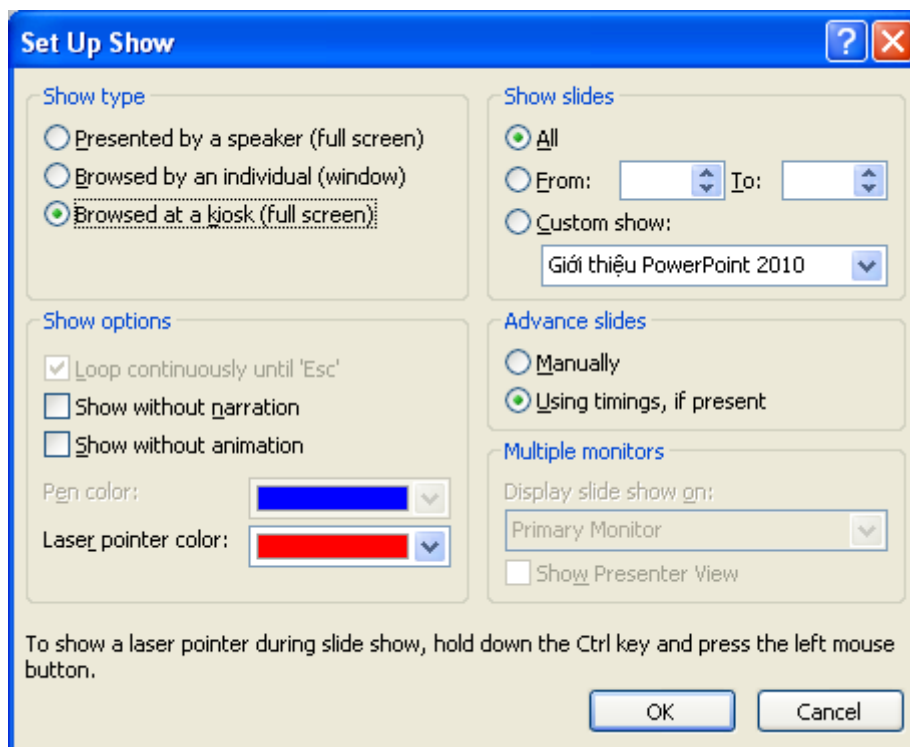 Set Up Show
Show type
Presented by a speaker (full screen)
Browsed by an individual (window)
Browsed at a kiosk (full screen)
Show slides
All
From: To:
Custom show:
Giới thiệu PowerPoint 2010
Show options
Loop continuously until 'Esc'
Show without narration
Show without animation
Pen color:
Laser pointer color:
Advance slides
Manually
Using timings, if present
Multiple monitors
Display slide show on:
Primary Monitor
Show Presenter View
To show a laser pointer during slide show, hold down the Ctrl key and press the left mouse
button.
OK Cancel